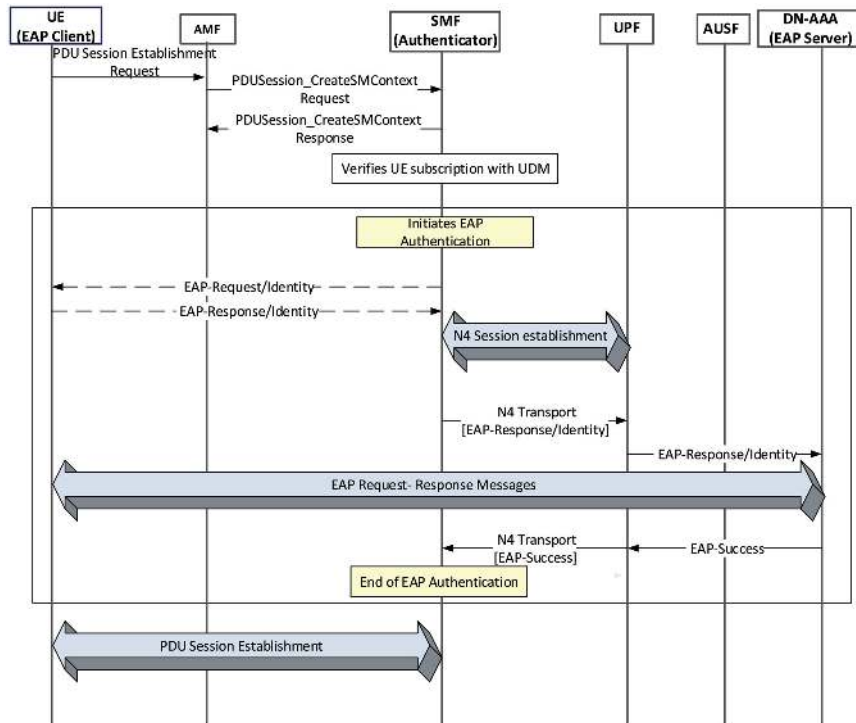 UE
(EAP Client)
AMF
SMF
(Authenticator)
UPF
AUSF
DN-AAA
(EAP Server)
PDU Session Establishment
Request
PDUSession_CreateSMContext
Request
PDUSession_CreateSMContext
Response
Verifies UE subscription with UDM
Initiates EAP
Authentication
EAP-Request/Identity
EAP-Response/Identity
N4 Session establishment
N4 Transport
[EAP-Response/Identity]
EAP-Response/Identity
EAP Request- Response Messages
N4 Transport
[EAP-Success]
EAP-Success
End of EAP Authentication
PDU Session Establishment